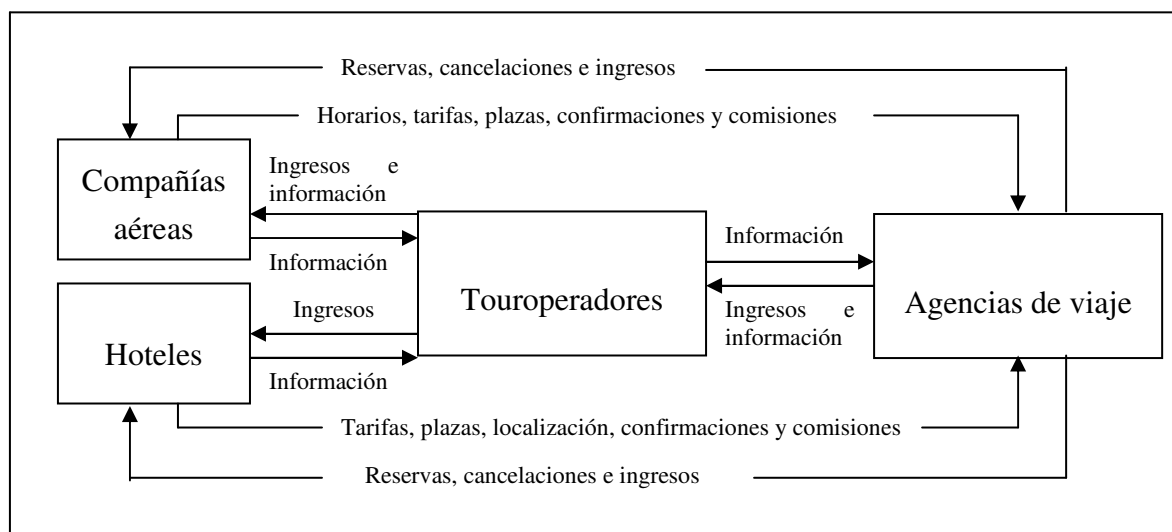 Reservas, cancelaciones e ingresos
Horarios, tarifas, plazas, confirmaciones y comisiones
Compañías
aéreas
Ingresos e
información
Información
Touroperadores
Información
Ingresos e
información
Agencias de viaje
Hoteles
Ingresos
Información
Tarifas, plazas, localización, confirmaciones y comisiones
Reservas, cancelaciones e ingresos